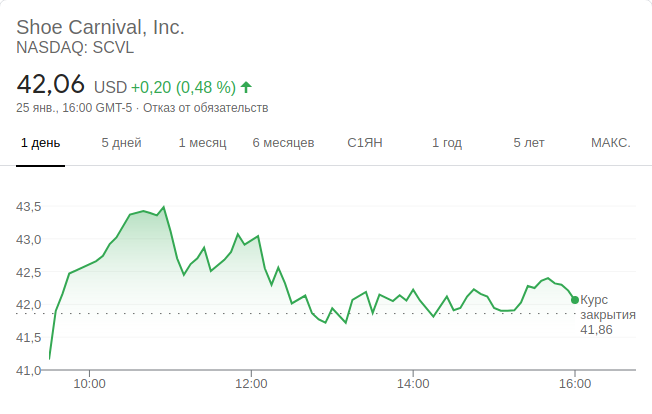 Shoe Carnival, Inc.
NASDAQ: SCVL
42,06 USD +0,20 (0,48 %)
25 янв., 16:00 GMT-5 · Отказ от обязательств
1 день 5 дней 1 месяц 6 месяцев С1ЯН 1 год 5 лет МАКС.
43,5
43,0
42,5
42,0
41,5
41,0
Курс
закрытия
41,86
10:00 12:00 14:00 16:00